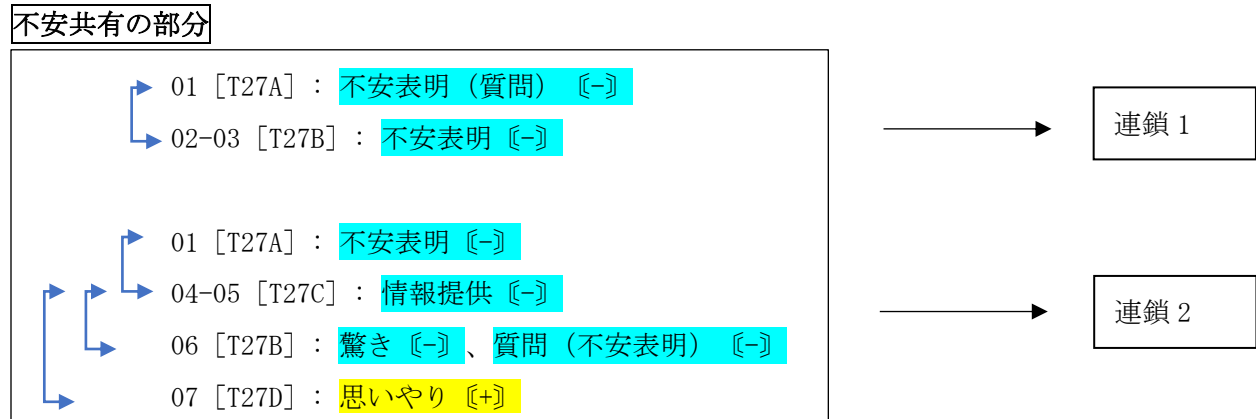 不安共有の部分
01 [T27A] : 不安表明（質問）〔-〕
02-03 [T27B] : 不安表明〔-〕
連鎖 1
01 [T27A] : 不安表明〔-〕
04-05 [T27C] : 情報提供〔-〕
連鎖 2
06 [T27B] : 驚き〔-〕、質問（不安表明）〔-〕
07 [T27D] : 思いやり〔+〕